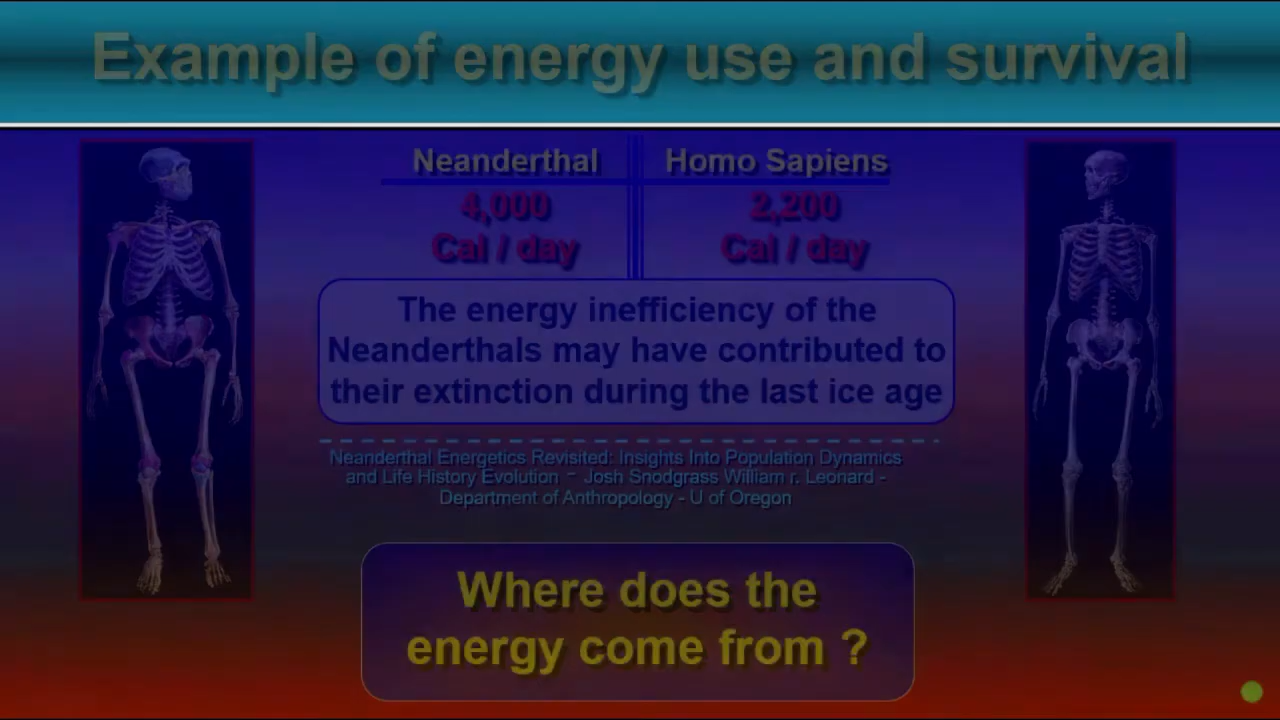 Example of energy use and survival
Neanderthal
Homo Sapiens
4,000
Cal / day
2,200
Cal / day
The energy inefficiency of the
Neanderthals may have contributed to
their extinction during the last ice age
Neanderthal Energetics Revisited: Insights Into Population Dynamics
and Life History Evolution – Josh Snodgrass William r. Leonard -
Department of Anthropology - U of Oregon
Where does the
energy come from ?